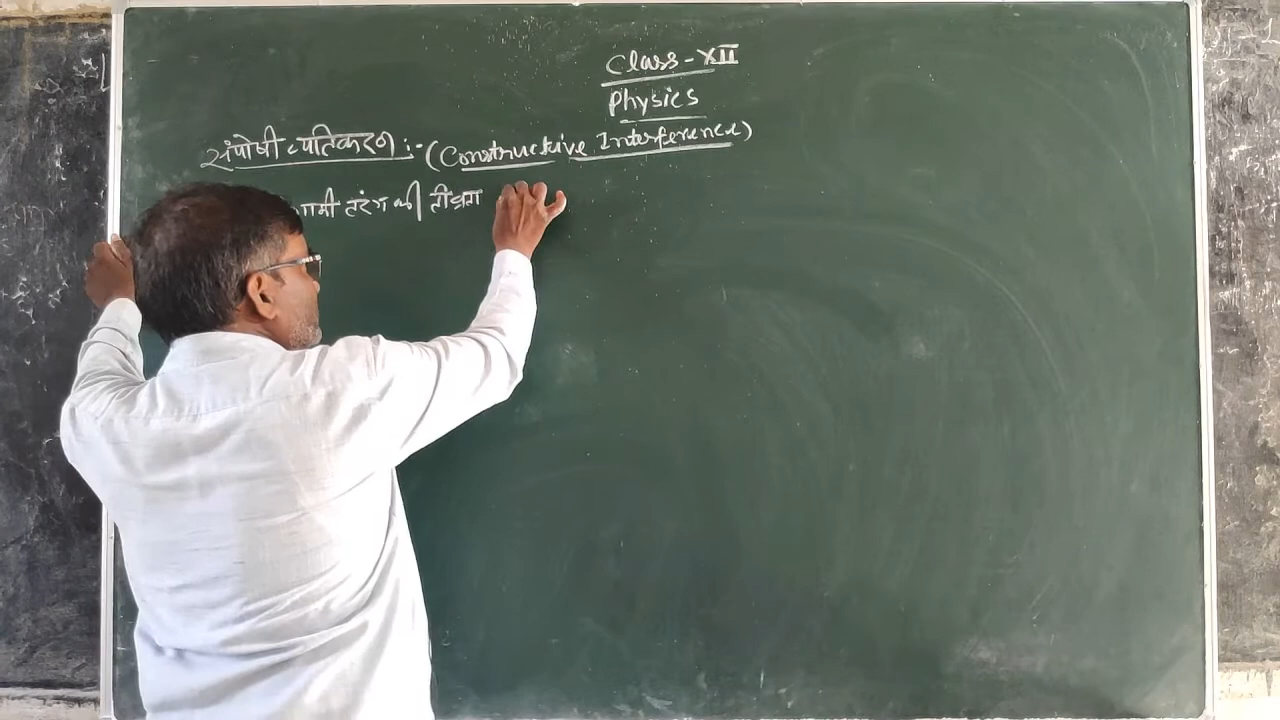 Class-XII
Physics
संपोषी व्यतिकरण :- (Constructive Interference)
गामी तरंग की तीव्रता